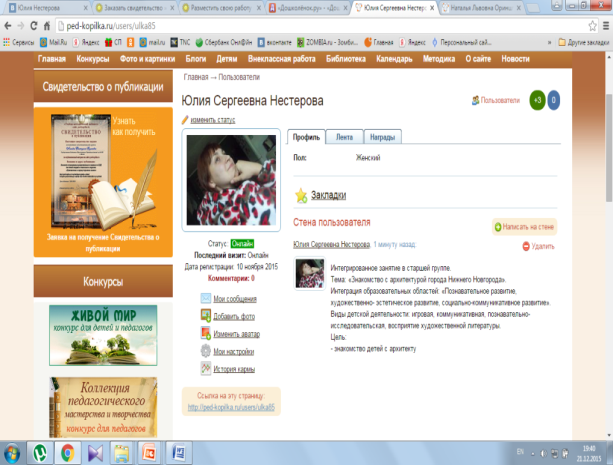 Юлия Нестерова
Заказать свидетельство
Разместить свою работу
«Дошколёнок.ру» - «До
Юлия Сергеевна Нестер
Наталья Львовна Орини
ped-kopilka.ru/users/ulka85
Сервисы Mail.Ru Яндекс СП mail.ru TNC Сбербанк Онл@йн вконтакте ZOMBIA.ru - Зомби... Главная Яндекс Персональный сай... » Другие закладки
Главная Конкурсы Фото и картинки Блоги Детям Внеклассная работа Библиотека Календарь Методика О сайте Новости
Свидетельство о публикации
Узнать
как получить
Заявка на получение Свидетельства о
публикации
Конкурсы
ЖИВОЙ МИР
конкурс для детей и педагогов
Коллекция
педагогического
мастерства и творчества
конкурс для педагогов
Главная → Пользователи
Юлия Сергеевна Нестерова
Пользователи +3 0
изменить статус
Профиль Лента Награды
Пол: Женский
Закладки
Стена пользователя
Написать на стене
Юлия Сергеевна Нестерова, 1 минуту назад
Удалить
Интегрированное занятие в старшей группе.
Тема: «Знакомство с архитектурой города Нижнего Новгорода».
Интеграция образовательных областей: «Познавательное развитие,
художественно- эстетическое развитие, социально-коммуникативное развитие».
Виды детской деятельности: игровая, коммуникативная, познавательно-
исследовательская, восприятие художественной литературы.
Цель:
- знакомство детей с архитекту
Статус: Онлайн
Последний визит: Онлайн
Дата регистрации: 10 ноября 2015
Комментарии: 0
Мои сообщения
Добавить фото
Изменить аватар
Мои настройки
История кармы
Ссылка на эту страницу:
http://ped-kopilka.ru/users/ulka85
EN
19:40
21.12.2015